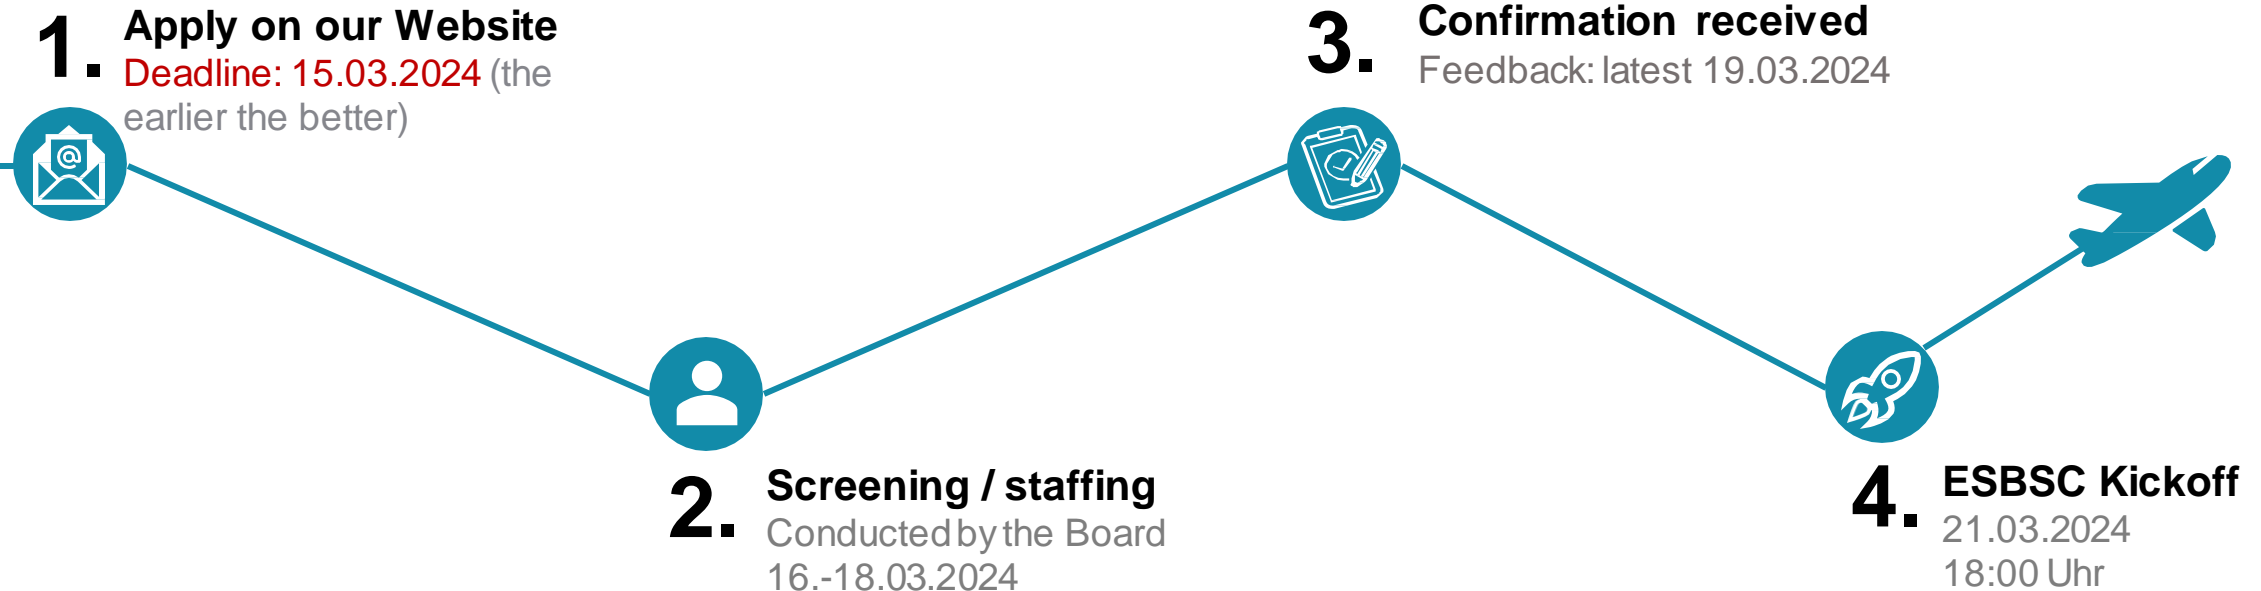 1.
Apply on our Website
Deadline: 15.03.2024 (the
earlier the better)
@
2.
Screening / staffing
Conducted by the Board
16.-18.03.2024
3.
Confirmation received
Feedback: latest 19.03.2024
4.
ESBSC Kickoff
21.03.2024
18:00 Uhr